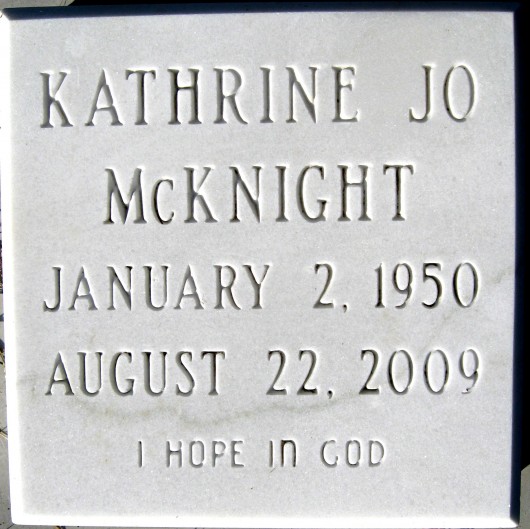 KATHRINE JO
McKNIGHT
JANUARY 2, 1950
AUGUST 22, 2009
I HOPE In GOD